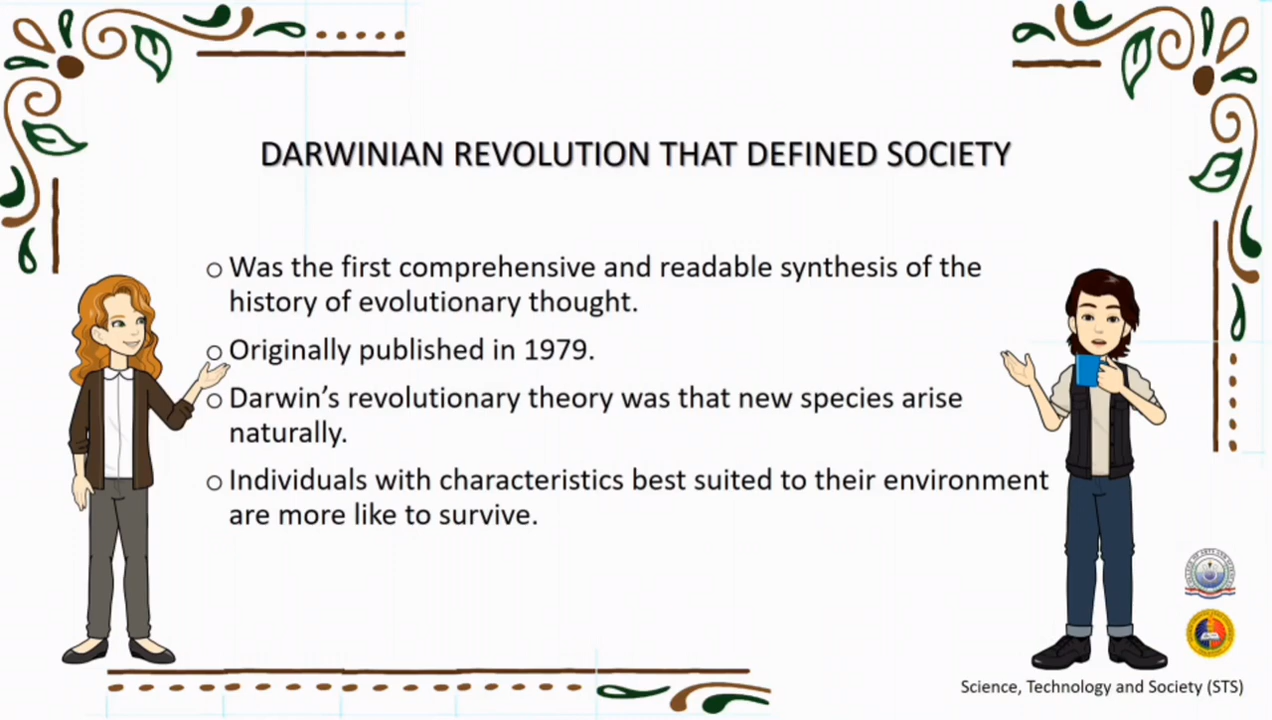 DARWINIAN REVOLUTION THAT DEFINED SOCIETY
○ Was the first comprehensive and readable synthesis of the
history of evolutionary thought.
○ Originally published in 1979.
○ Darwin's revolutionary theory was that new species arise
naturally.
○ Individuals with characteristics best suited to their environment
are more like to survive.
Science, Technology and Society (STS)